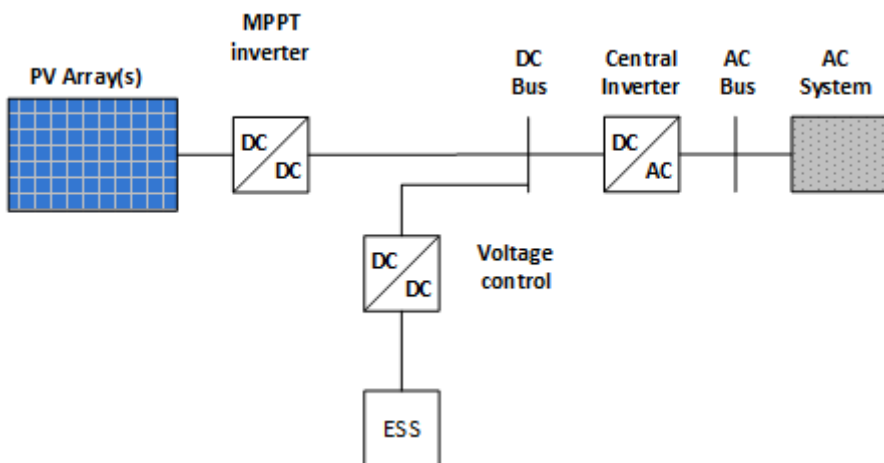 MPPT
inverter
PV Array(s)
DC
Bus
Central
Inverter
AC
Bus
AC
System
DC
DC
DC
AC
DC
DC
Voltage
control
ESS